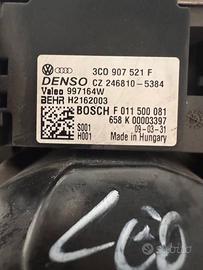 3C0 907 521 F
DENSO CZ 246810-5384
Valeo 997164W
BEHR H2162003
BOSCH F 011 500 081
658 K 00003397
S001 09-03-31
H001 Made in Hungary
subito